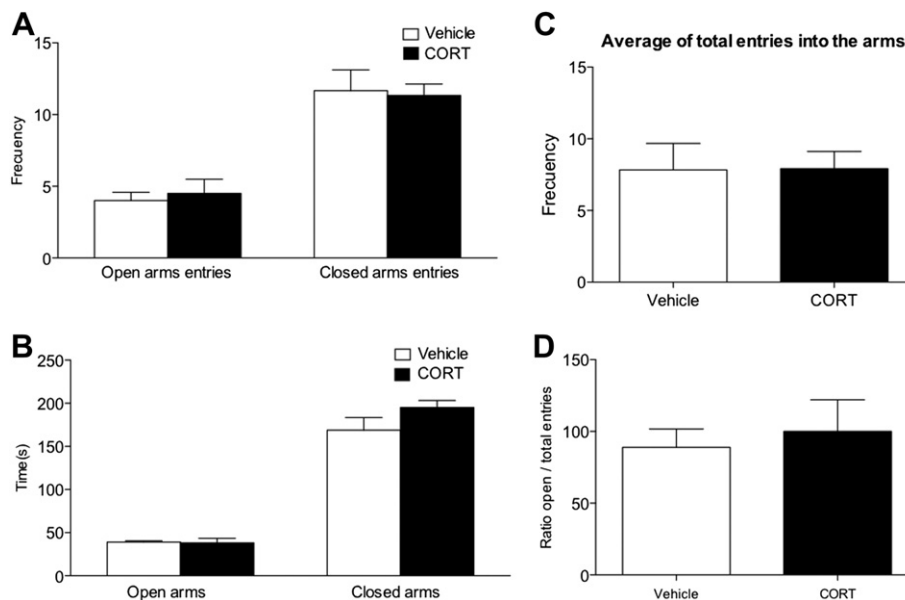 A
Vehicle
CORT
15
10
5
0
Frecuency
Open arms entries
Closed arms entries
B
Vehicle
CORT
250
200
150
100
50
0
Time(s)
Open arms
Closed arms
C
Average of total entries into the arms
15
10
5
0
Frecuency
Vehicle
CORT
D
150
100
50
0
Ratio open / total entries
Vehicle
CORT